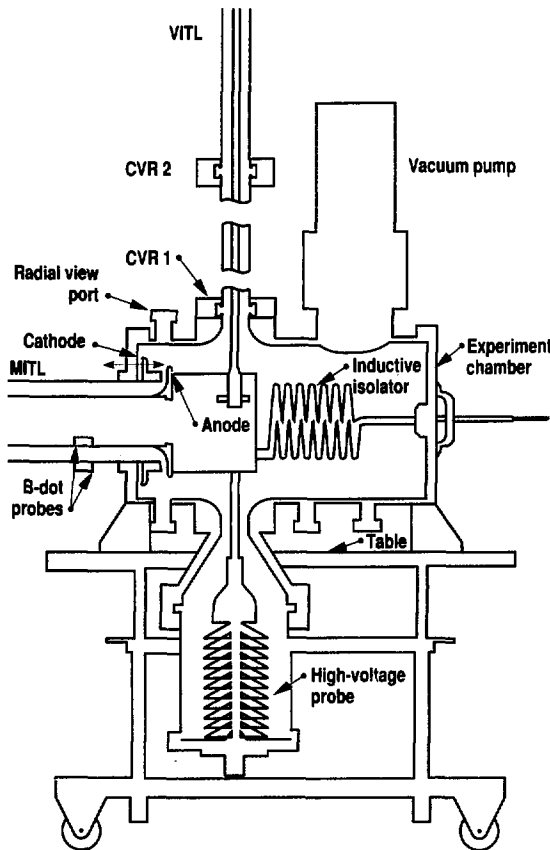 VITL
CVR 2
Vacuum pump
CVR 1
Radial view
port
Cathode
MITL
Inductive
isolator
Experiment
chamber
Anode
B-dot
probes
Table
High-voltage
probe